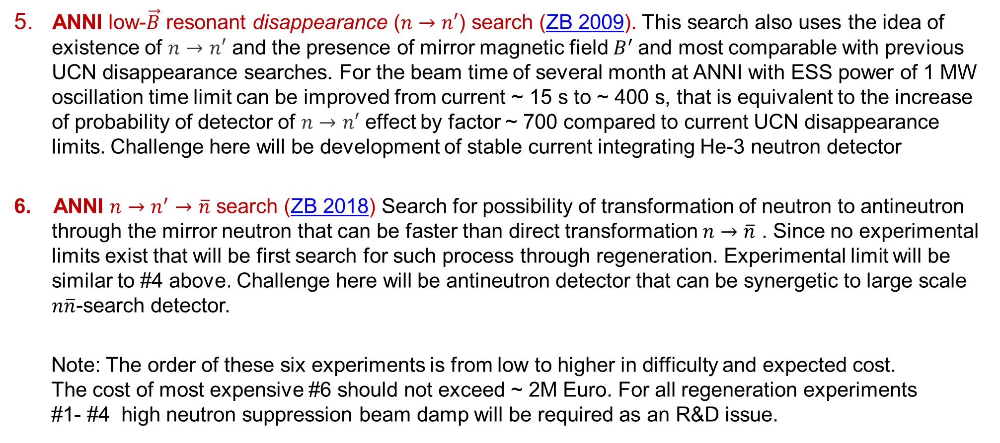 5. ANNI low-B⃗ resonant disappearance (n → n′) search (ZB 2009). This search also uses the idea of
existence of n → n′ and the presence of mirror magnetic field B′ and most comparable with previous
UCN disappearance searches. For the beam time of several month at ANNI with ESS power of 1 MW
oscillation time limit can be improved from current ~ 15 s to ~ 400 s, that is equivalent to the increase
of probability of detector of n → n′ effect by factor ~ 700 compared to current UCN disappearance
limits. Challenge here will be development of stable current integrating He-3 neutron detector
6. ANNI n → n′ → n̄ search (ZB 2018) Search for possibility of transformation of neutron to antineutron
through the mirror neutron that can be faster than direct transformation n → n̄ . Since no experimental
limits exist that will be first search for such process through regeneration. Experimental limit will be
similar to #4 above. Challenge here will be antineutron detector that can be synergetic to large scale
nn̄-search detector.
Note: The order of these six experiments is from low to higher in difficulty and expected cost.
The cost of most expensive #6 should not exceed ~ 2M Euro. For all regeneration experiments
#1- #4 high neutron suppression beam damp will be required as an R&D issue.